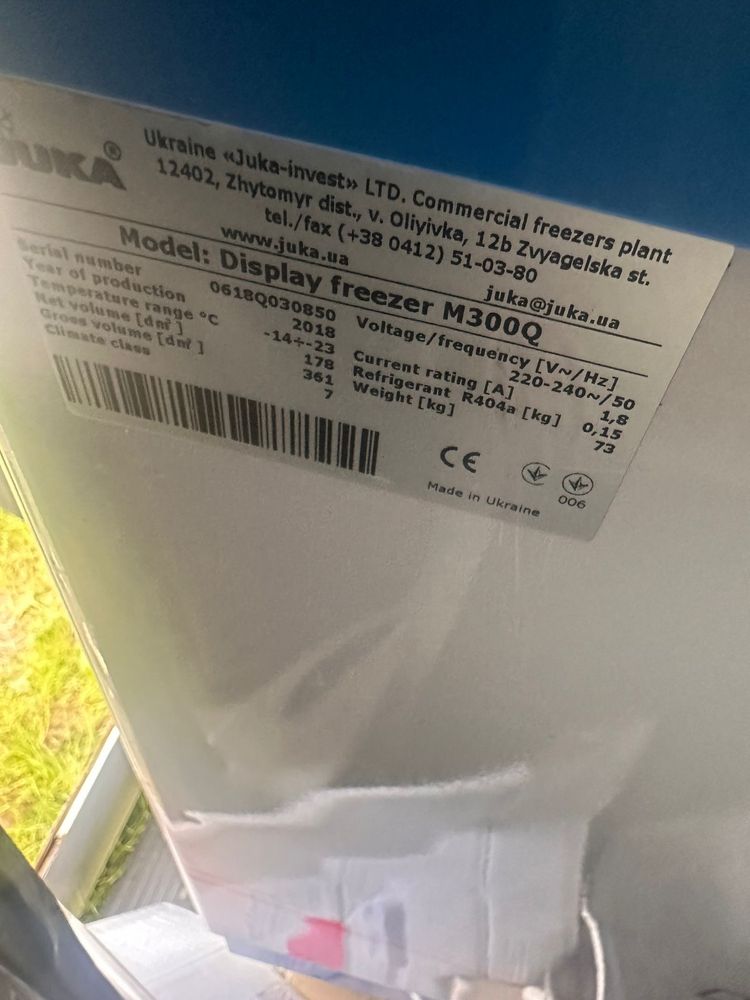 JUKA®
Ukraine «Juka-invest» LTD. Commercial freezers plant
12402, Zhytomyr dist., v. Oliyivka, 12b Zvyagelska st.
tel./fax (+38 0412) 51-03-80
www.juka.ua juka@juka.ua
Model: Display freezer M300Q
Serial number 0618Q030850
Year of production 2018
Temperature range °C -14÷-23
Net volume [dm³] 178
Gross volume [dm³] 361
Climate class 7
Voltage/frequency [V~/Hz]
220-240~/50
Current rating [A] 1,8
Refrigerant R404a [kg] 0,15
Weight [kg] 73
CE
006
Made in Ukraine